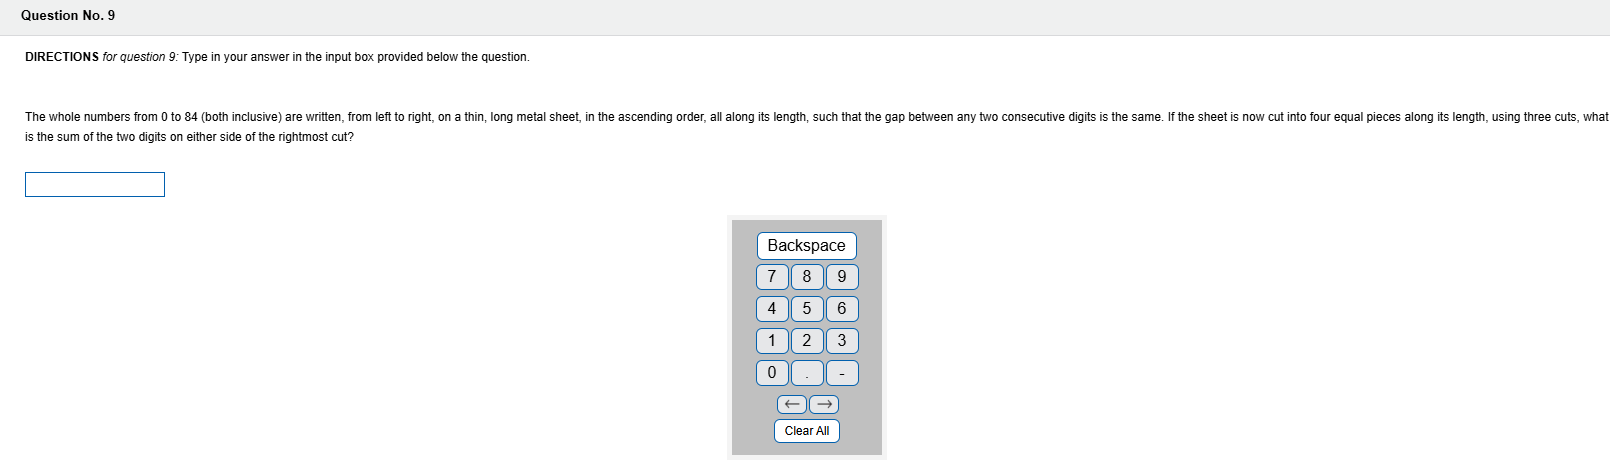 Question No. 9
DIRECTIONS for question 9: Type in your answer in the input box provided below the question.
The whole numbers from 0 to 84 (both inclusive) are written, from left to right, on a thin, long metal sheet, in the ascending order, all along its length, such that the gap between any two consecutive digits is the same. If the sheet is now cut into four equal pieces along its length, using three cuts, what
is the sum of the two digits on either side of the rightmost cut?
Backspace
7 8 9
4 5 6
1 2 3
0 . -
← →
Clear All